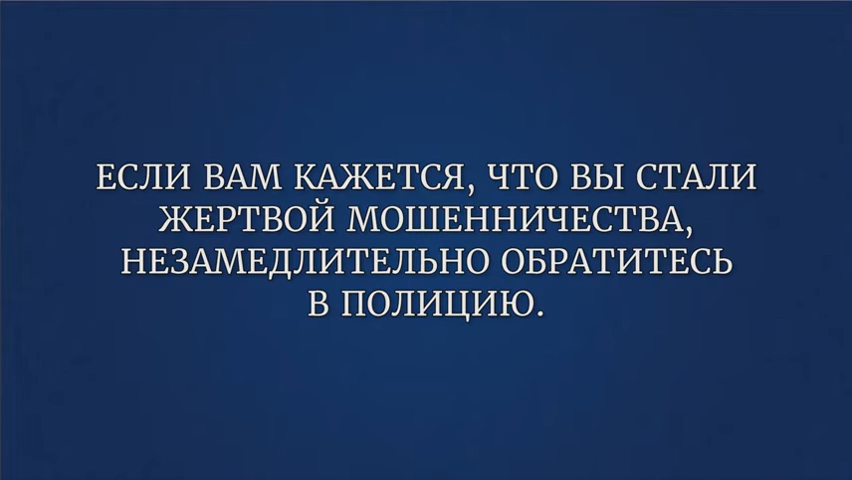 ЕСЛИ ВАМ КАЖЕТСЯ, ЧТО ВЫ СТАЛИ
ЖЕРТВОЙ МОШЕННИЧЕСТВА,
НЕЗАМЕДЛИТЕЛЬНО ОБРАТИТЕСЬ
В ПОЛИЦИЮ.